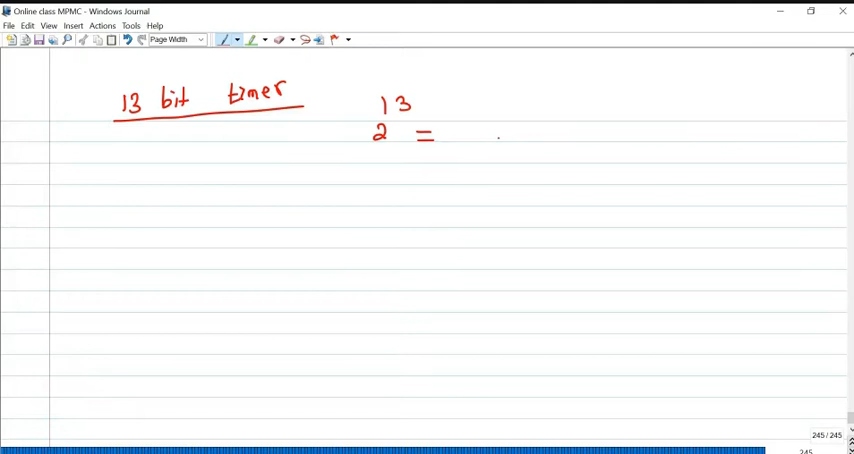 Online class MPMC - Windows Journal
File Edit View Insert Actions Tools Help
Page Width
13 bit timer
13
2 =
245 / 245
245